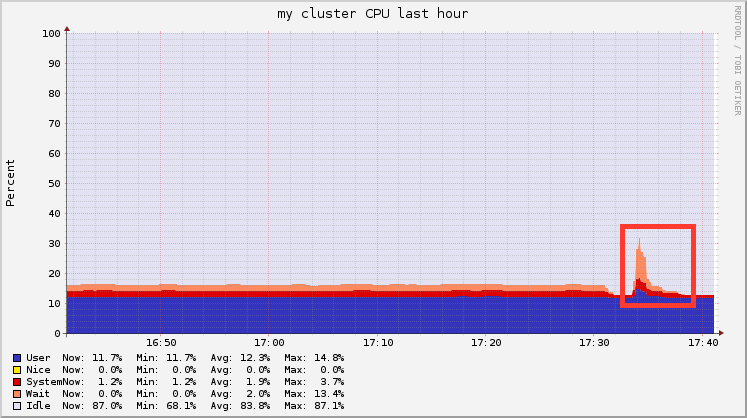 my cluster CPU last hour
RRDTOOL / TOBI OETIKER
Percent
100
90
80
70
60
50
40
30
20
10
0
16:50 17:00 17:10 17:20 17:30 17:40
User Now: 11.7% Min: 11.7% Avg: 12.3% Max: 14.8%
Nice Now: 0.0% Min: 0.0% Avg: 0.0% Max: 0.0%
SystemNow: 1.2% Min: 1.2% Avg: 1.9% Max: 3.7%
Wait Now: 0.0% Min: 0.0% Avg: 2.0% Max: 13.4%
Idle Now: 87.0% Min: 68.1% Avg: 83.8% Max: 87.1%